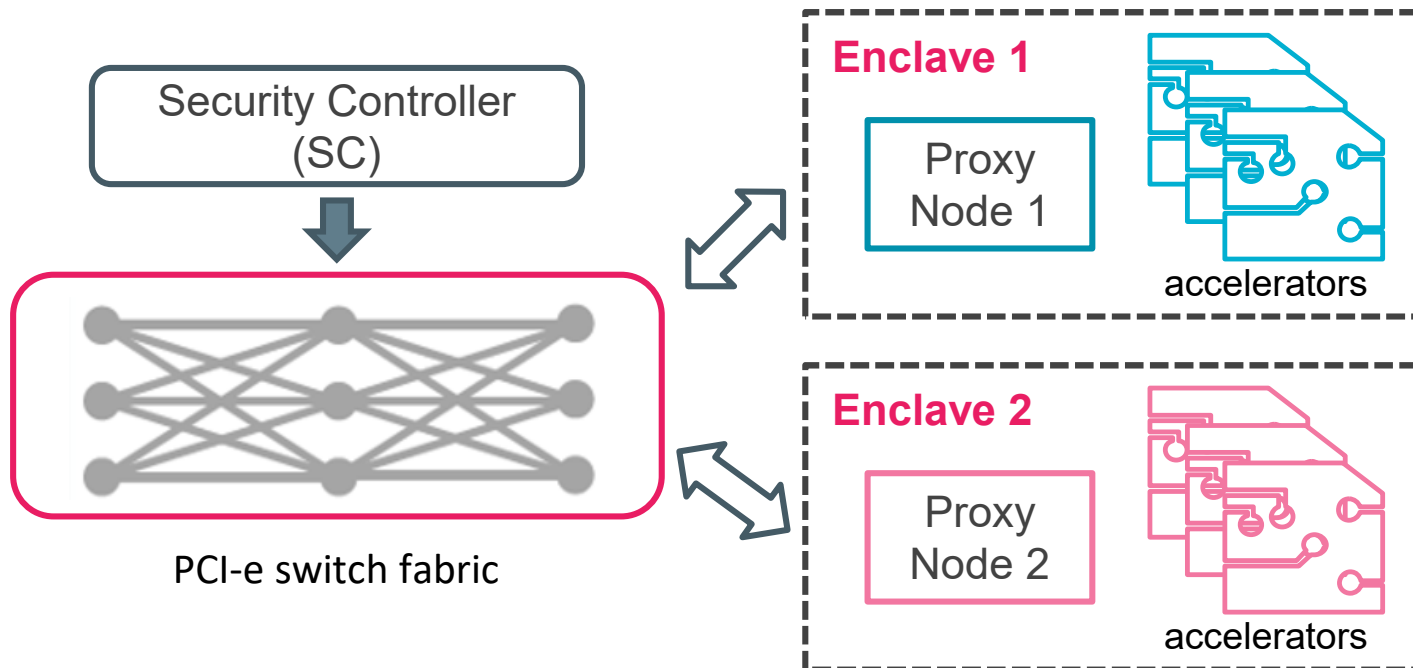 Security Controller
(SC)
PCI-e switch fabric
Enclave 1
Proxy
Node 1
accelerators
Enclave 2
Proxy
Node 2
accelerators